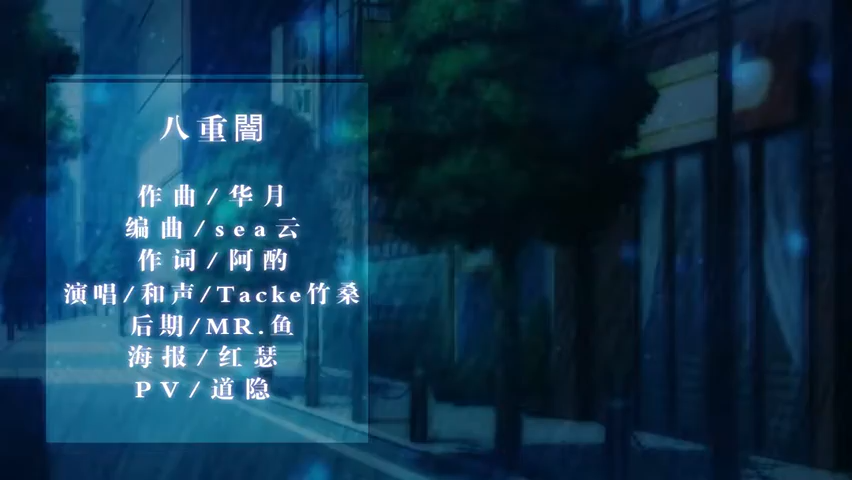 八重闇
作曲/华月
编曲/sea云
作词/阿酌
演唱/和声/Tacke竹桑
后期/MR.鱼
海报/红瑟
PV/道隐